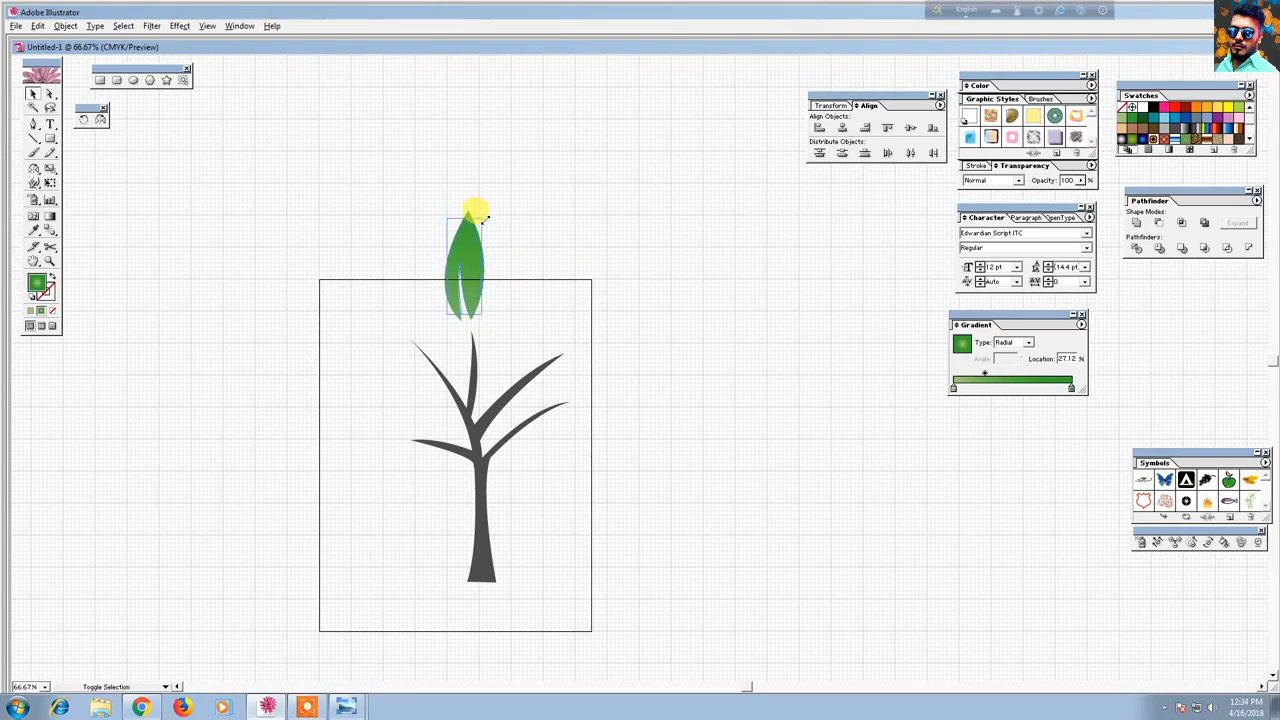 Adobe Illustrator
English
File Edit Object Type Select Filter Effect View Window Help
Untitled-1 @ 66.67% (CMYK/Preview)
Color
Graphic Styles Brushes
Swatches
Transform Align
Align Objects:
Distribute Objects:
Stroke Transparency
Normal Opacity: 100 %
Pathfinder
Shape Modes:
Expand
Pathfinders:
Character Paragraph OpenType
Edwardian Script ITC
Regular
12 pt (14.4 pt
Auto 0
Gradient
Type: Radial
Angle: Location: 27.12 %
Symbols
66.67% Toggle Selection
12:34 PM
4/16/2018